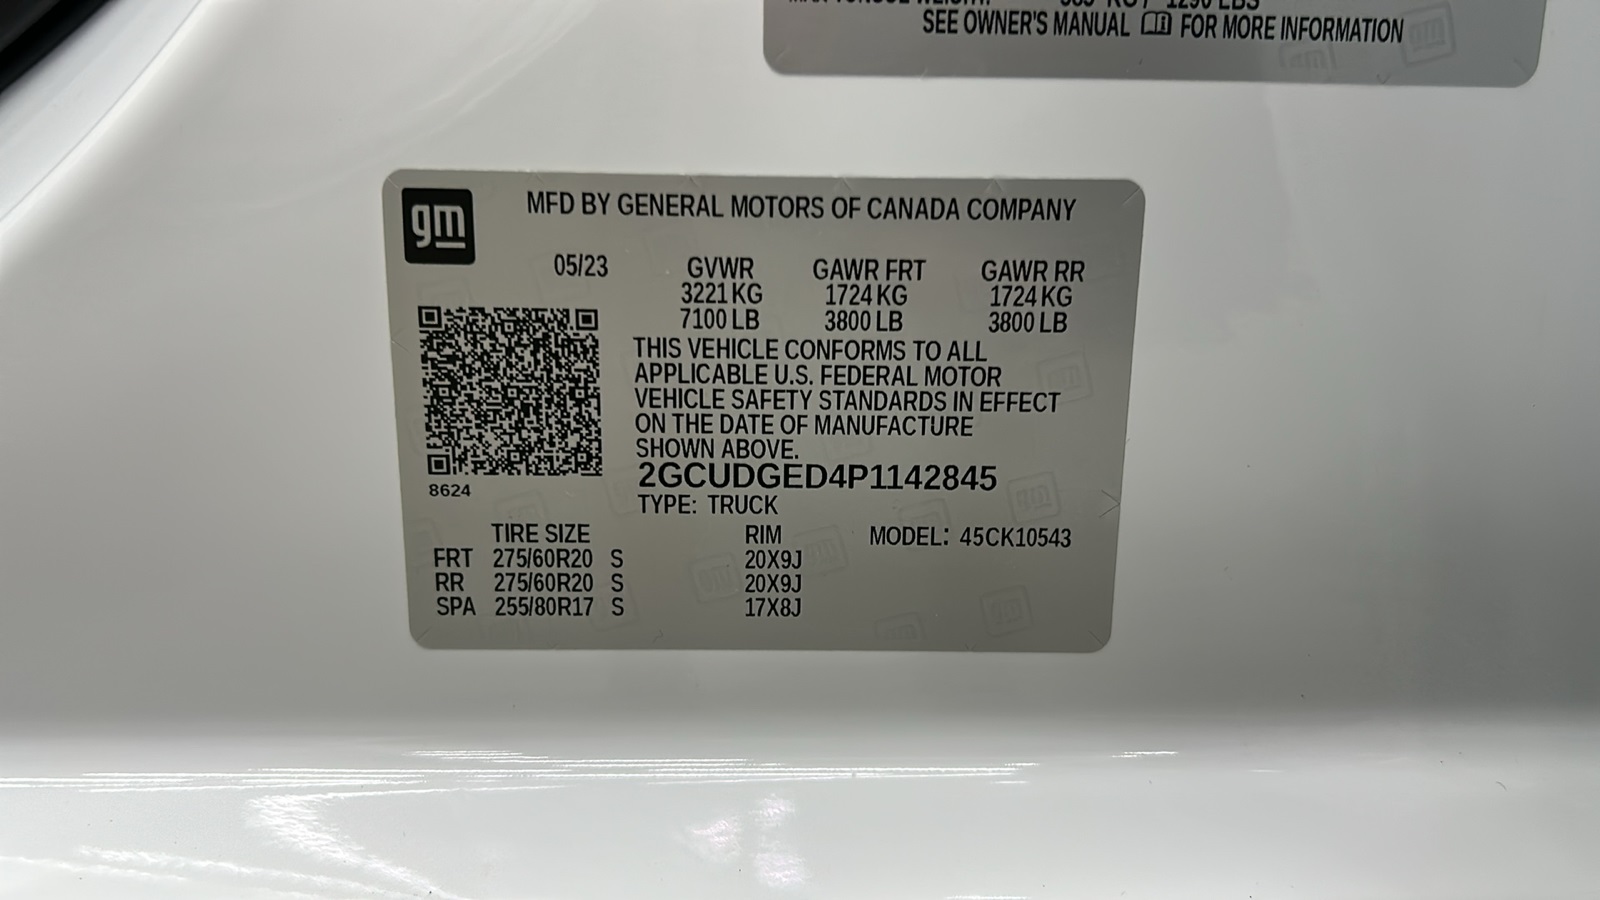 SEE OWNER'S MANUAL FOR MORE INFORMATION
gm
MFD BY GENERAL MOTORS OF CANADA COMPANY
05/23 GVWR GAWR FRT GAWR RR
3221 KG 1724 KG 1724 KG
7100 LB 3800 LB 3800 LB
THIS VEHICLE CONFORMS TO ALL
APPLICABLE U.S. FEDERAL MOTOR
VEHICLE SAFETY STANDARDS IN EFFECT
ON THE DATE OF MANUFACTURE
SHOWN ABOVE.
2GCUDGED4P1142845
8624
TYPE: TRUCK
TIRE SIZE RIM MODEL: 45CK10543
FRT 275/60R20 S 20X9J
RR 275/60R20 S 20X9J
SPA 255/80R17 S 17X8J